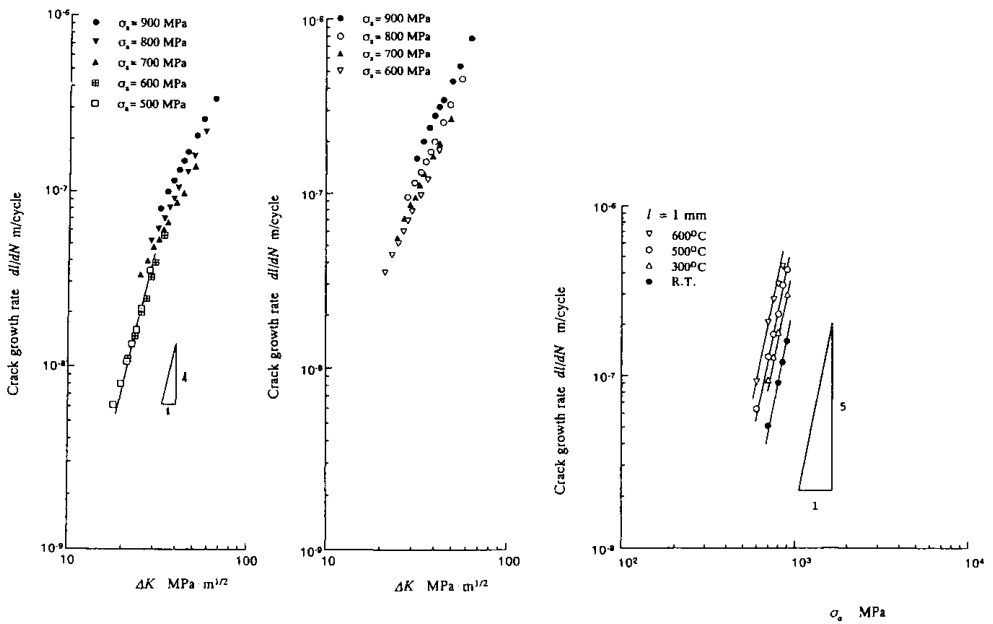 10⁻⁶
● σₐ = 900 MPa
▼ σₐ = 800 MPa
▲ σₐ = 700 MPa
⊞ σₐ = 600 MPa
□ σₐ = 500 MPa
10⁻⁷
10⁻⁸
10⁻⁹
4
1
10
100
Crack growth rate dl/dN m/cycle
ΔK MPa m¹/²
10⁻⁶
● σₐ = 900 MPa
○ σₐ = 800 MPa
▲ σₐ = 700 MPa
▽ σₐ = 600 MPa
10⁻⁷
10⁻⁸
10⁻⁹
10
100
Crack growth rate dl/dN m/cycle
ΔK MPa m¹/²
10⁻⁶
l = 1 mm
▽ 600°C
○ 500°C
△ 300°C
● R.T.
10⁻⁷
10⁻⁸
5
1
10²
10³
10⁴
Crack growth rate dl/dN m/cycle
σₐ MPa